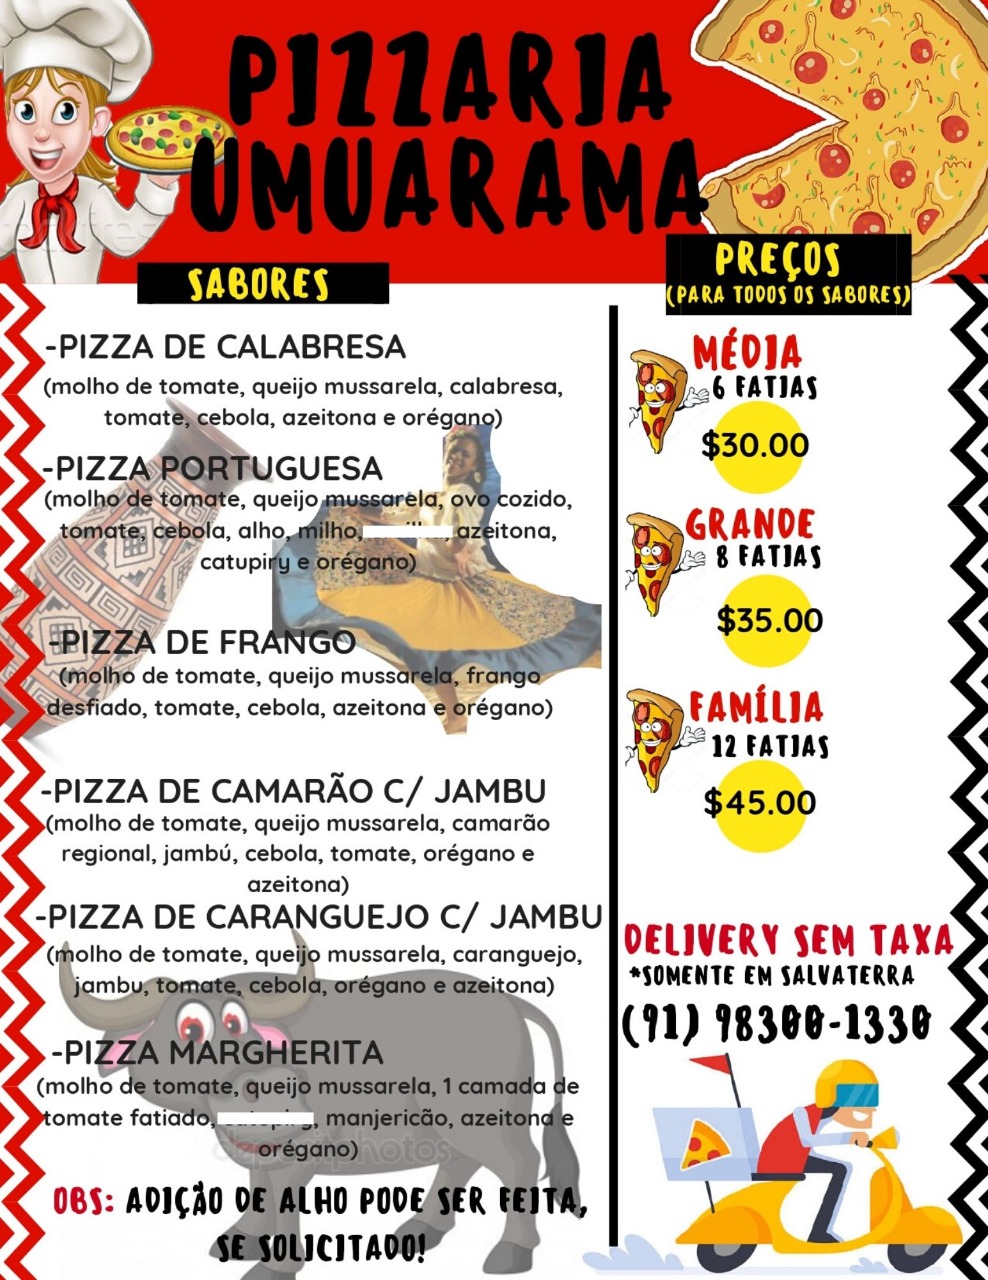 PIZZARIA
UMUARAMA
SABORES
-PIZZA DE CALABRESA
(molho de tomate, queijo mussarela, calabresa,
tomate, cebola, azeitona e orégano)
-PIZZA PORTUGUESA
(molho de tomate, queijo mussarela, ovo cozido,
tomate, cebola, alho, milho, azeitona,
catupiry e orégano)
-PIZZA DE FRANGO
(molho de tomate, queijo mussarela, frango
desfiado, tomate, cebola, azeitona e orégano)
-PIZZA DE CAMARÃO C/ JAMBU
(molho de tomate, queijo mussarela, camarão
regional, jambú, cebola, tomate, orégano e
azeitona)
-PIZZA DE CARANGUEJO C/ JAMBU
(molho de tomate, queijo mussarela, caranguejo,
jambu, tomate, cebola, orégano e azeitona)
-PIZZA MARGHERITA
(molho de tomate, queijo mussarela, 1 camada de
tomate fatiado, manjericão, azeitona e
orégano)
depositphotos
OBS: ADIÇÃO DE ALHO PODE SER FEITA,
SE SOLICITADO!
PREÇOS
(PARA TODOS OS SABORES)
MÉDIA
6 FATIAS
$30.00
GRANDE
8 FATIAS
$35.00
FAMÍLIA
12 FATIAS
$45.00
DELIVERY SEM TAXA
*SOMENTE EM SALVATERRA
(91) 98300-1330